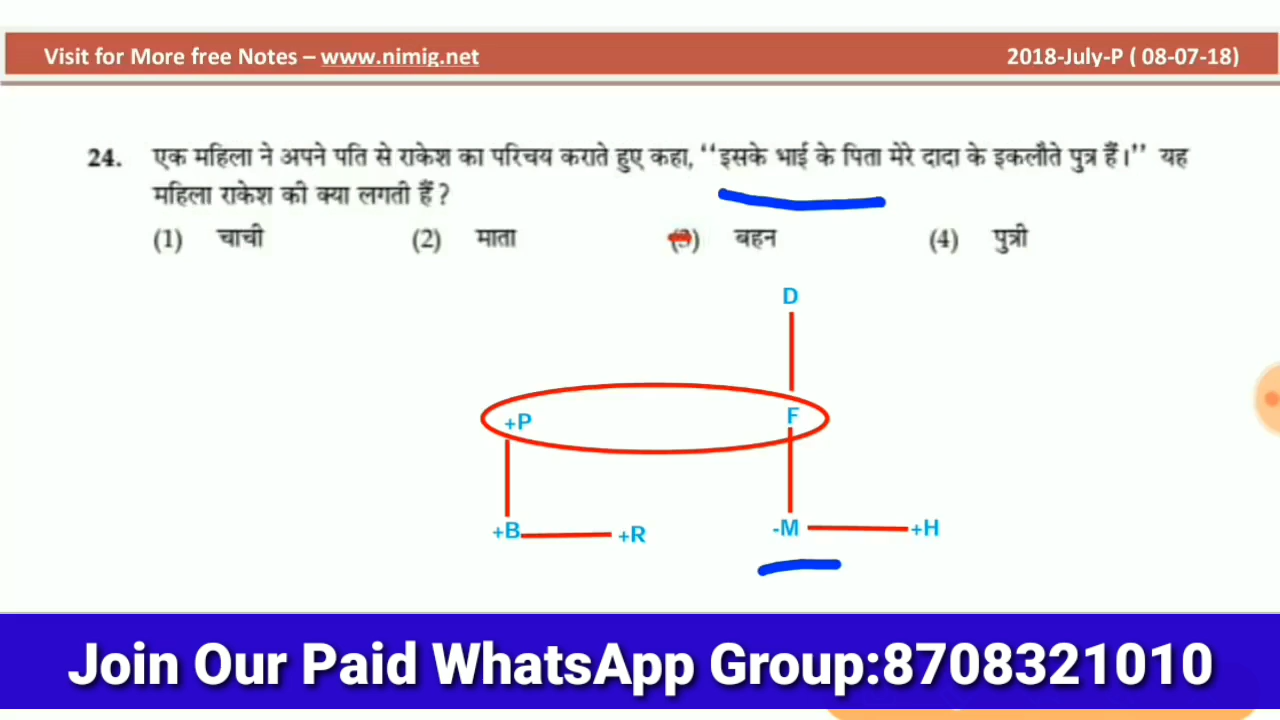 Visit for More free Notes – www.nimig.net 2018-July-P ( 08-07-18)
24. एक महिला ने अपने पति से राकेश का परिचय कराते हुए कहा, ‘‘इसके भाई के पिता मेरे दादा के इकलौते पुत्र हैं।’’ यह
महिला राकेश की क्या लगती हैं?
(1) चाची (2) माता (3) बहन (4) पुत्री
D
+P F
+B +R -M +H
Join Our Paid WhatsApp Group:8708321010